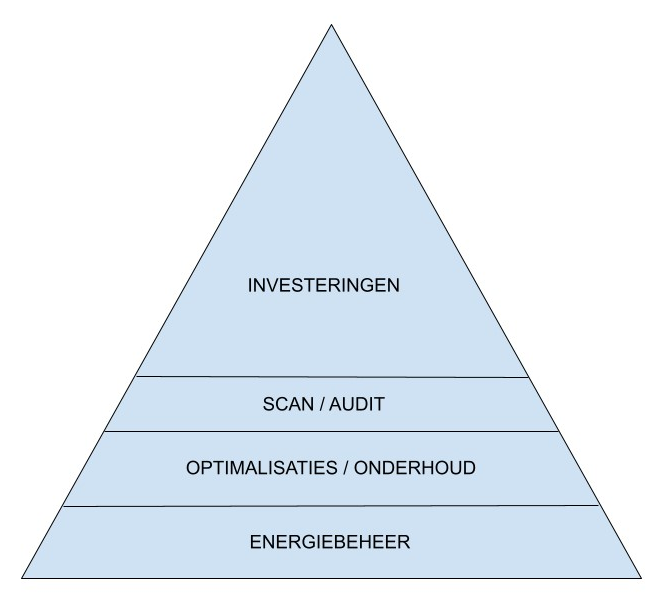 INVESTERINGEN
SCAN / AUDIT
OPTIMALISATIES / ONDERHOUD
ENERGIEBEHEER